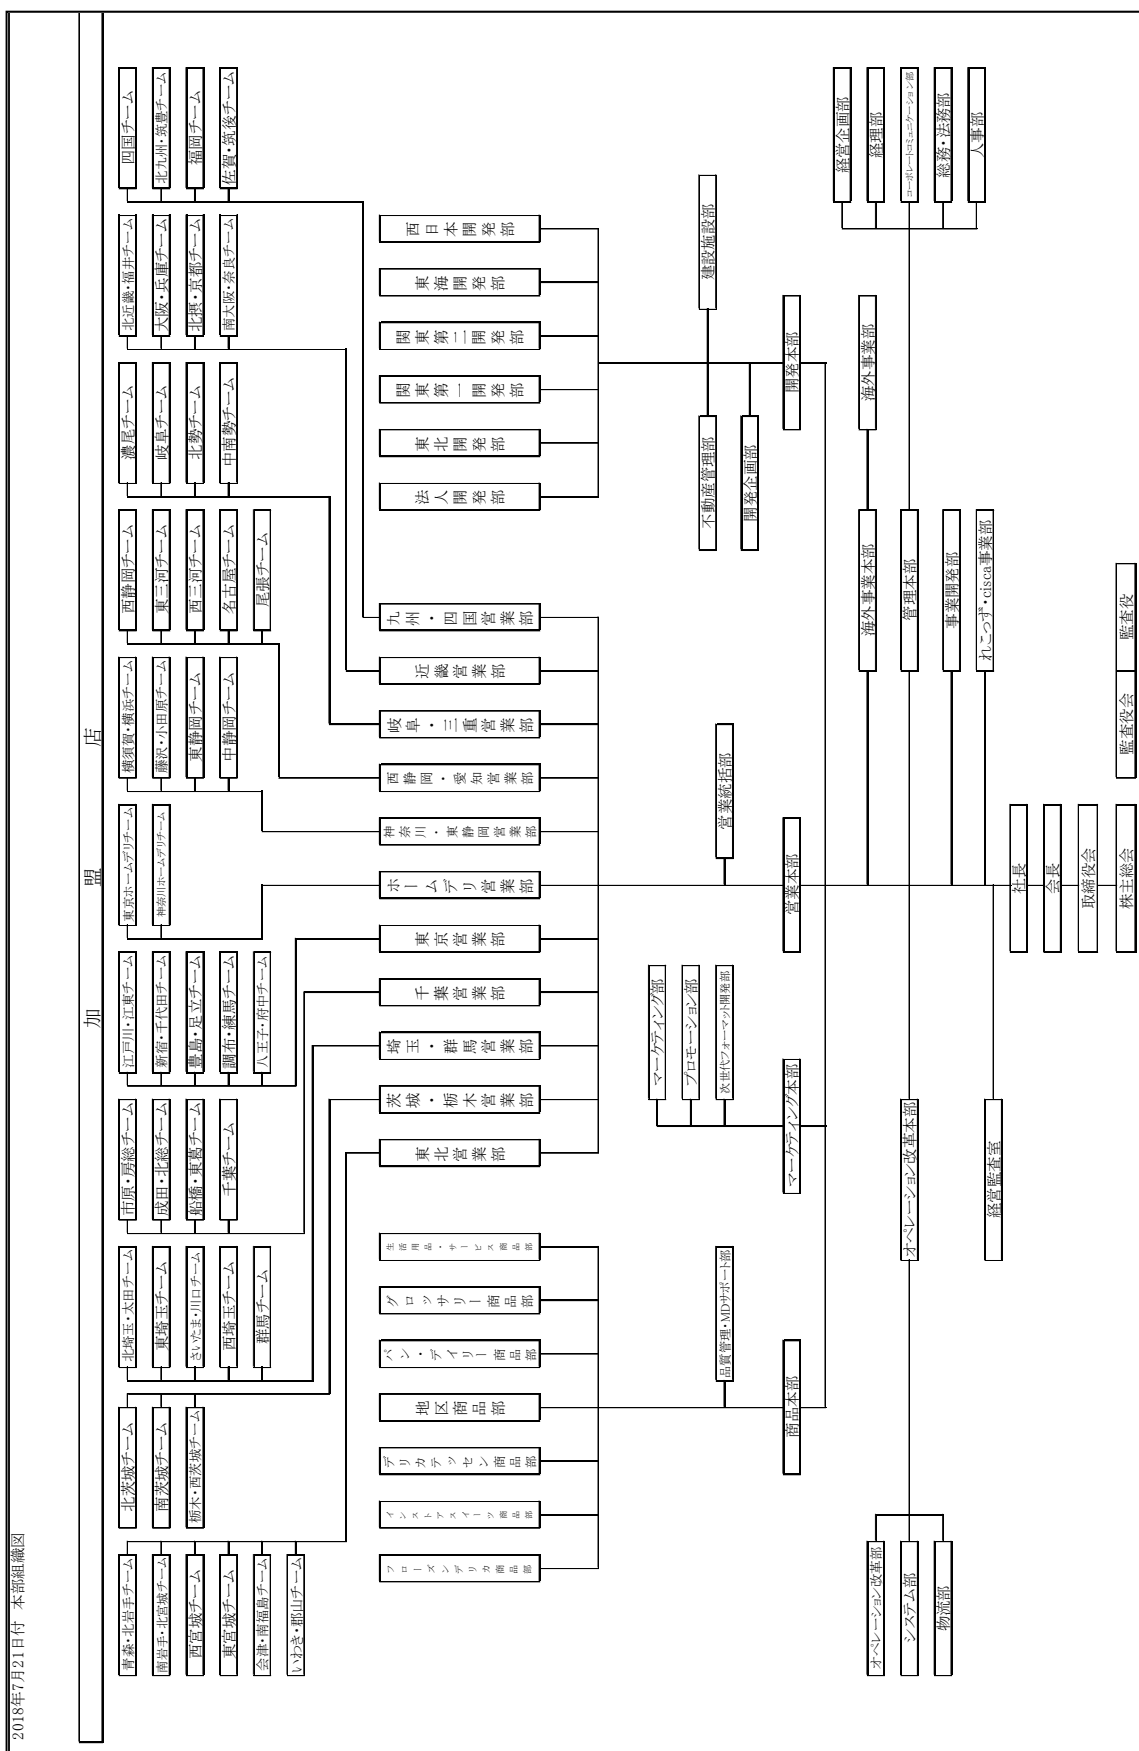 2018年7月21日付 本部組織図
株主総会
監査役会
監査役
取締役会
会長
社長
経営監査室
れこっず・cisca事業部
事業開発部
オペレーション改革本部
管理本部
海外事業本部
海外事業部
オペレーション改革部
システム部
物流部
経営企画部
経理部
コーポレートコミュニケーション部
総務・法務部
人事部
商品本部
マーケティング本部
営業本部
開発本部
品質管理・MDサポート部
マーケティング部
プロモーション部
次世代フォーマット開発部
営業統括部
開発企画部
不動産管理部
建設施設部
フローズンデリカ商品部
インストアスイーツ商品部
デリカテッセン商品部
地区商品部
パン・デイリー商品部
グロッサリー商品部
生活用品・サービス商品部
東北営業部
茨城・栃木営業部
埼玉・群馬営業部
千葉営業部
東京営業部
ホームデリ営業部
神奈川・東静岡営業部
西静岡・愛知営業部
岐阜・三重営業部
近畿営業部
九州・四国営業部
法人開発部
東北開発部
関東第一開発部
関東第二開発部
東海開発部
西日本開発部
青森・北岩手チーム
南岩手・北宮城チーム
西宮城チーム
東宮城チーム
会津・南福島チーム
いわき・郡山チーム
北茨城チーム
南茨城チーム
栃木・西茨城チーム
北埼玉・太田チーム
東埼玉チーム
さいたま・川口チーム
西埼玉チーム
群馬チーム
市原・房総チーム
成田・北総チーム
船橋・東葛チーム
千葉チーム
江戸川・江東チーム
新宿・千代田チーム
豊島・足立チーム
調布・練馬チーム
八王子・府中チーム
東京ホームデリチーム
神奈川ホームデリチーム
横須賀・横浜チーム
藤沢・小田原チーム
東静岡チーム
中静岡チーム
西静岡チーム
東三河チーム
西三河チーム
名古屋チーム
尾張チーム
濃尾チーム
岐阜チーム
北勢チーム
中南勢チーム
北近畿・福井チーム
大阪・兵庫チーム
北摂・京都チーム
南大阪・奈良チーム
四国チーム
北九州・筑豊チーム
福岡チーム
佐賀・筑後チーム
加盟店